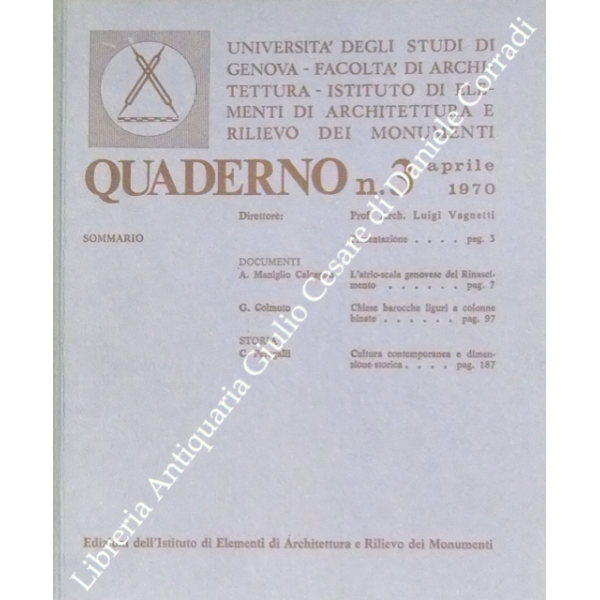 UNIVERSITA' DEGLI STUDI DI
GENOVA - FACOLTA' DI ARCHI-
TETTURA - ISTITUTO DI ELE-
MENTI DI ARCHITETTURA E
RILIEVO DEI MONUMENTI
QUADERNO n. 3 aprile
1970
Direttore: Prof. Arch. Luigi Vagnetti
SOMMARIO Presentazione . . . . pag. 3
DOCUMENTI
A. Maniglio Calcagno L'atrio-scala genovese del Rinasci-
mento . . . . . . pag. 7
G. Colmuto Chiese barocche liguri a colonne
binate . . . . . . pag. 97
STORIA
C. Cultura contemporanea e dimen-
sione storica . . . . pag. 187
Edizioni dell'Istituto di Elementi di Architettura e Rilievo dei Monumenti
Libreria Antiquaria Giulio Cesare di Daniele Corradi